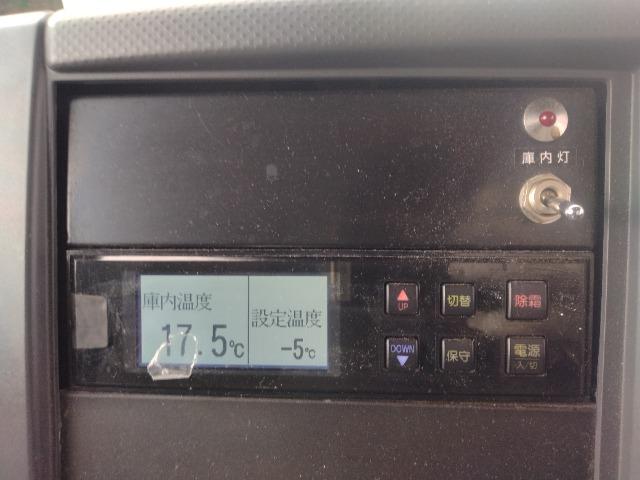 庫内灯
庫内温度
17.5℃
設定温度
-5℃
UP
切替
除霜
DOWN
保守
電源
入/切